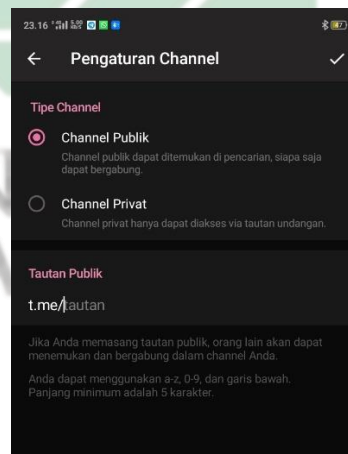 23.16
Pengaturan Channel
Tipe Channel
Channel Publik
Channel publik dapat ditemukan di pencarian, siapa saja
dapat bergabung.
Channel Privat
Channel privat hanya dapat diakses via tautan undangan.
Tautan Publik
t.me/tautan
Jika Anda memasang tautan publik, orang lain akan dapat
menemukan dan bergabung dalam channel Anda.
Anda dapat menggunakan a-z, 0-9, dan garis bawah.
Panjang minimum adalah 5 karakter.